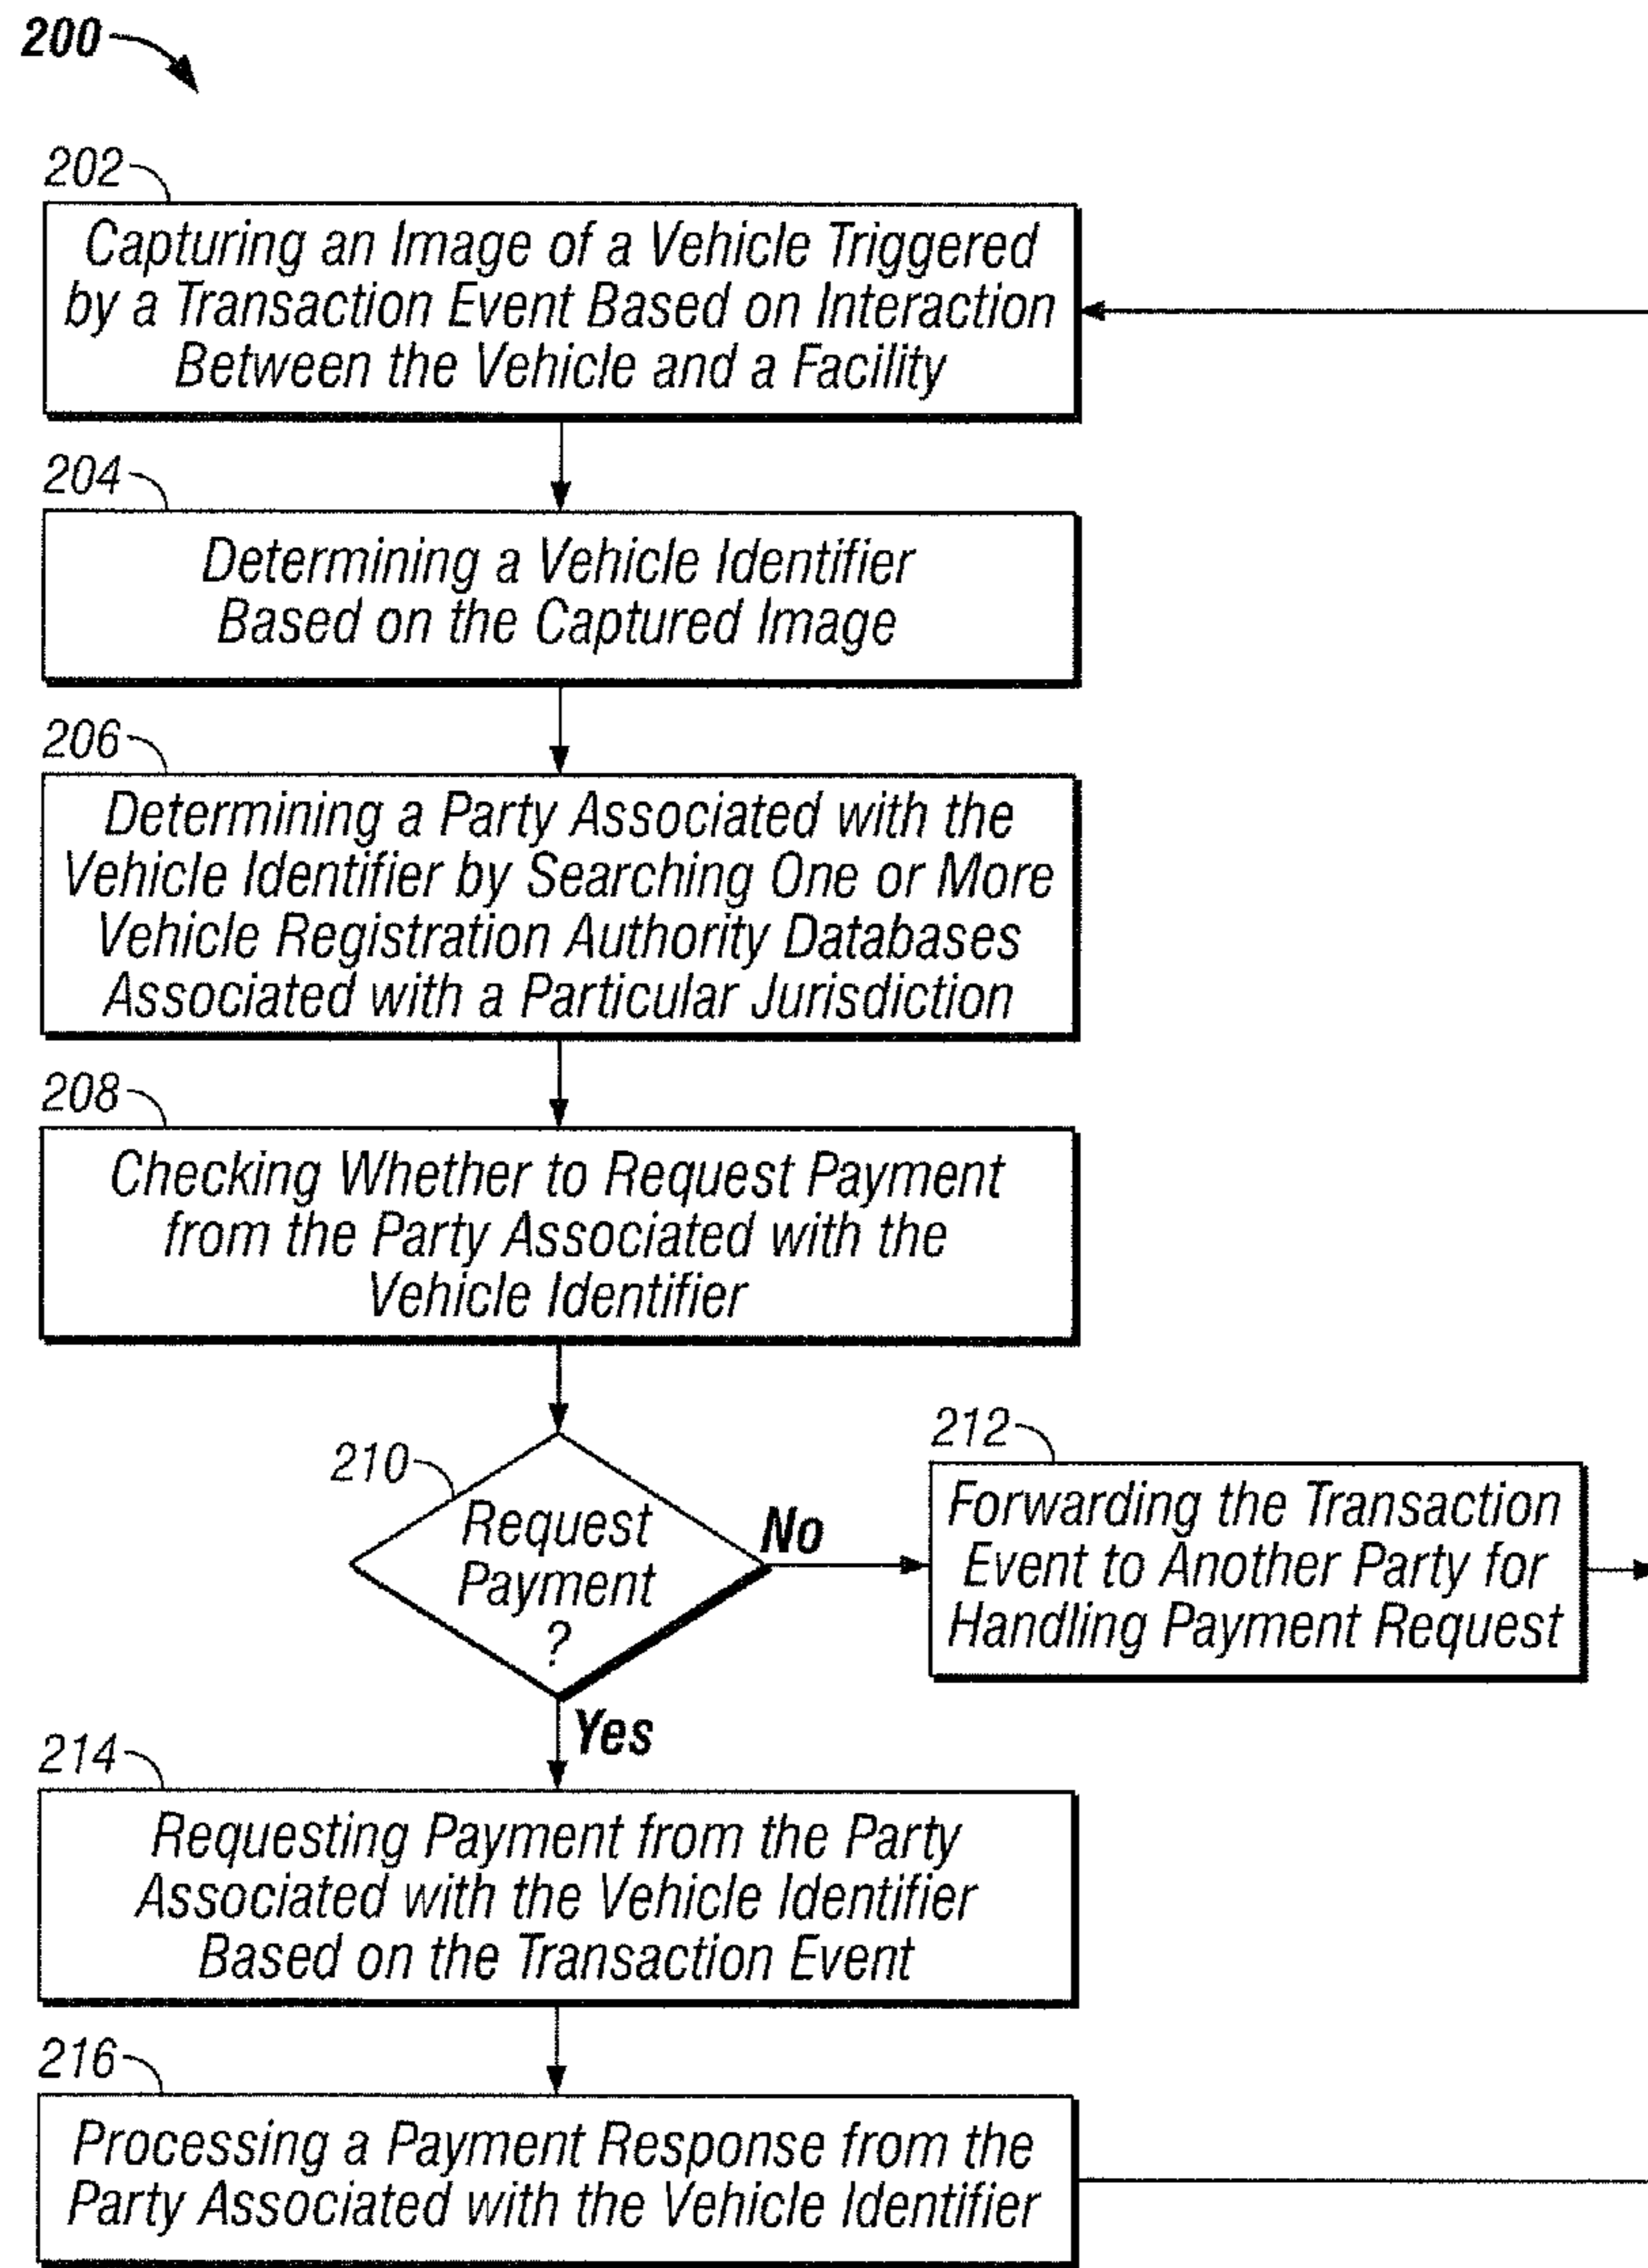 200
202
Capturing an Image of a Vehicle Triggered
by a Transaction Event Based on Interaction
Between the Vehicle and a Facility
204
Determining a Vehicle Identifier
Based on the Captured Image
206
Determining a Party Associated with the
Vehicle Identifier by Searching One or More
Vehicle Registration Authority Databases
Associated with a Particular Jurisdiction
208
Checking Whether to Request Payment
from the Party Associated with the
Vehicle Identifier
210
Request
Payment
?
No
212
Forwarding the Transaction
Event to Another Party for
Handling Payment Request
Yes
214
Requesting Payment from the Party
Associated with the Vehicle Identifier
Based on the Transaction Event
216
Processing a Payment Response from the
Party Associated with the Vehicle Identifier